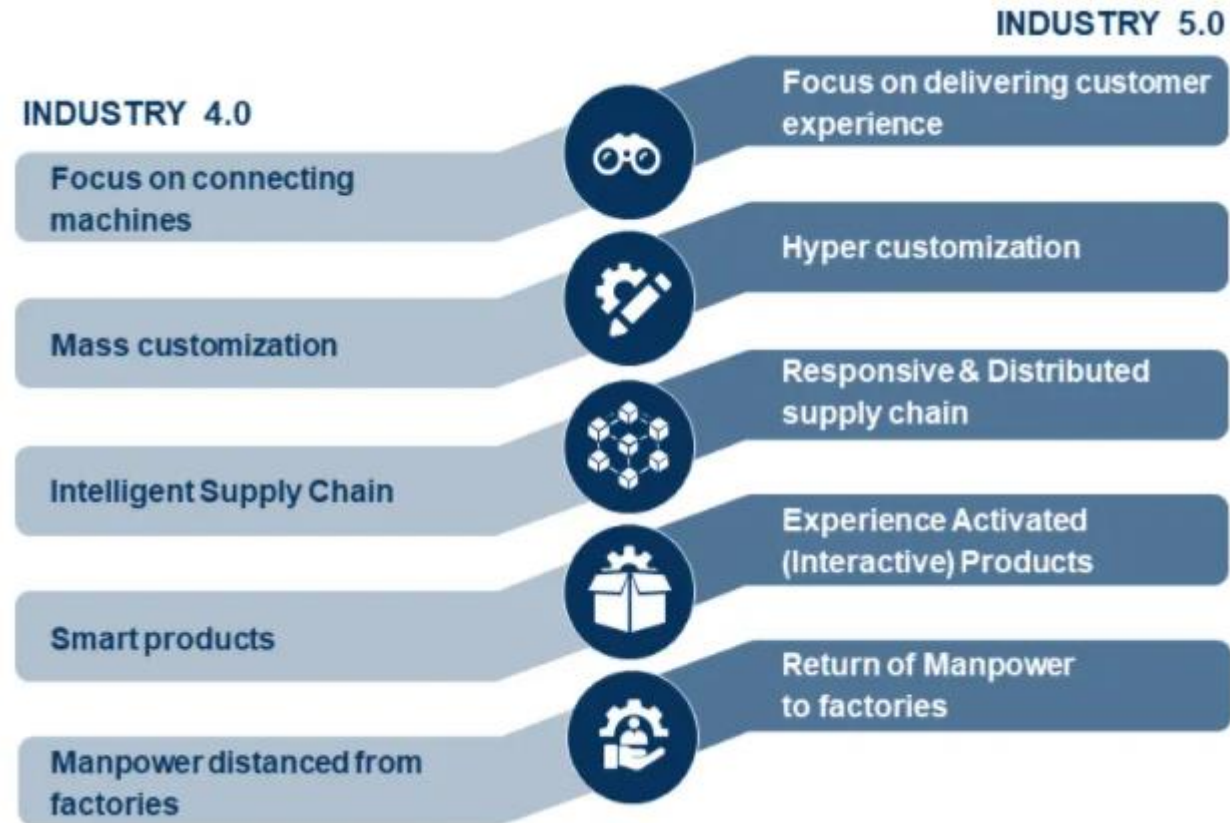 INDUSTRY 5.0
Focus on delivering customer
experience
INDUSTRY 4.0
Focus on connecting
machines
Hyper customization
Mass customization
Responsive & Distributed
supply chain
Intelligent Supply Chain
Experience Activated
(Interactive) Products
Smart products
Return of Manpower
to factories
Manpower distanced from
factories